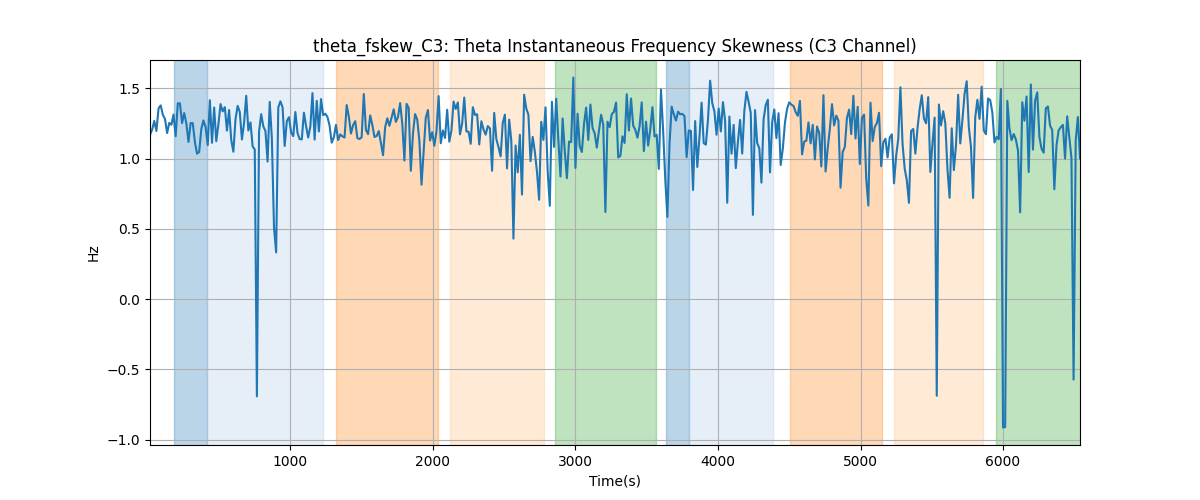 theta_fskew_C3: Theta Instantaneous Frequency Skewness (C3 Channel)
1.5
1.0
0.5
0.0
−0.5
−1.0
Hz
1000 2000 3000 4000 5000 6000
Time(s)